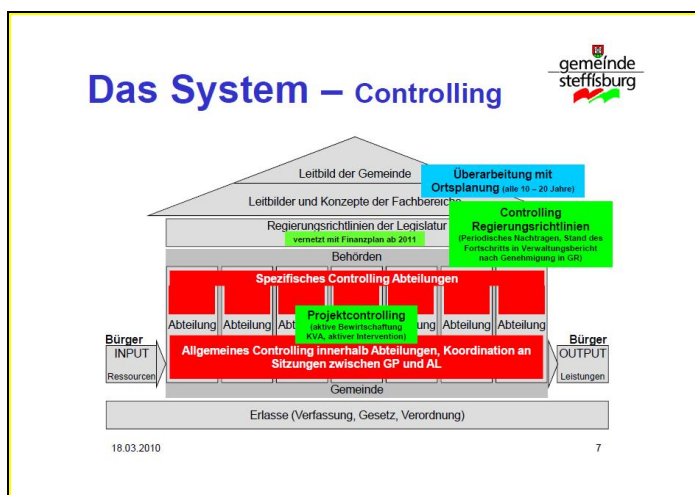 Das System – Controlling
gemeinde
steffisburg
Leitbild der Gemeinde
Überarbeitung mit
Ortsplanung (alle 10 – 20 Jahre)
Leitbilder und Konzepte der Fachbereiche
Controlling
Regierungsrichtlinien
(Periodisches Nachtragen, Stand des
Fortschritts in Verwaltungsbericht
nach Genehmigung in GR)
Regierungsrichtlinien der Legislatur
vernetzt mit Finanzplan ab 2011
Behörden
Spezifisches Controlling Abteilungen
Projektcontrolling
(aktive Bewirtschaftung
KVA, aktiver Intervention)
Abteilung Abteilung Abteilung Abteilung Abteilung
Bürger
INPUT
Ressourcen
Allgemeines Controlling innerhalb Abteilungen, Koordination an
Sitzungen zwischen GP und AL
Bürger
OUTPUT
Leistungen
Gemeinde
Erlasse (Verfassung, Gesetz, Verordnung)
18.03.2010
7